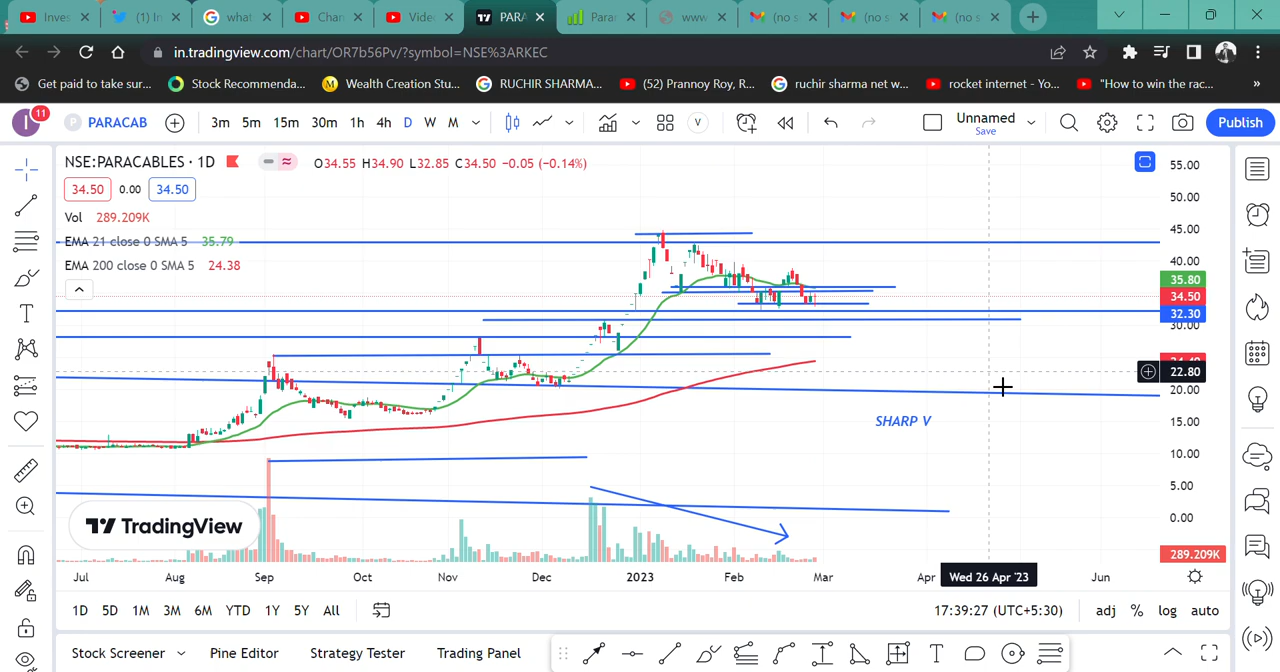 Inves
(1) In
what
Chan
Vide
PARA
Parar
www
(no s
(no s
(no s
in.tradingview.com/chart/OR7b56Pv/?symbol=NSE%3ARKEC
Get paid to take sur...
Stock Recommenda...
Wealth Creation Stu...
RUCHIR SHARMA...
(52) Prannoy Roy, R...
ruchir sharma net w...
rocket internet - Yo...
"How to win the rac...
»
I 11
P PARACAB
3m 5m 15m 30m 1h 4h D W M
V
Unnamed
Save
Publish
NSE:PARACABLES · 1D
O34.55 H34.90 L32.85 C34.50 −0.05 (−0.14%)
34.50 0.00 34.50
Vol 289.209K
EMA 21 close 0 SMA 5 35.79
EMA 200 close 0 SMA 5 24.38
55.00
50.00
45.00
40.00
35.80
34.50
32.30
30.00
22.80
20.00
15.00
10.00
5.00
0.00
289.209K
SHARP V
TradingView
Jul Aug Sep Oct Nov Dec 2023 Feb Mar Apr Wed 26 Apr '23 Jun
1D 5D 1M 3M 6M YTD 1Y 5Y All
17:39:27 (UTC+5:30) adj % log auto
Stock Screener Pine Editor Strategy Tester Trading Panel